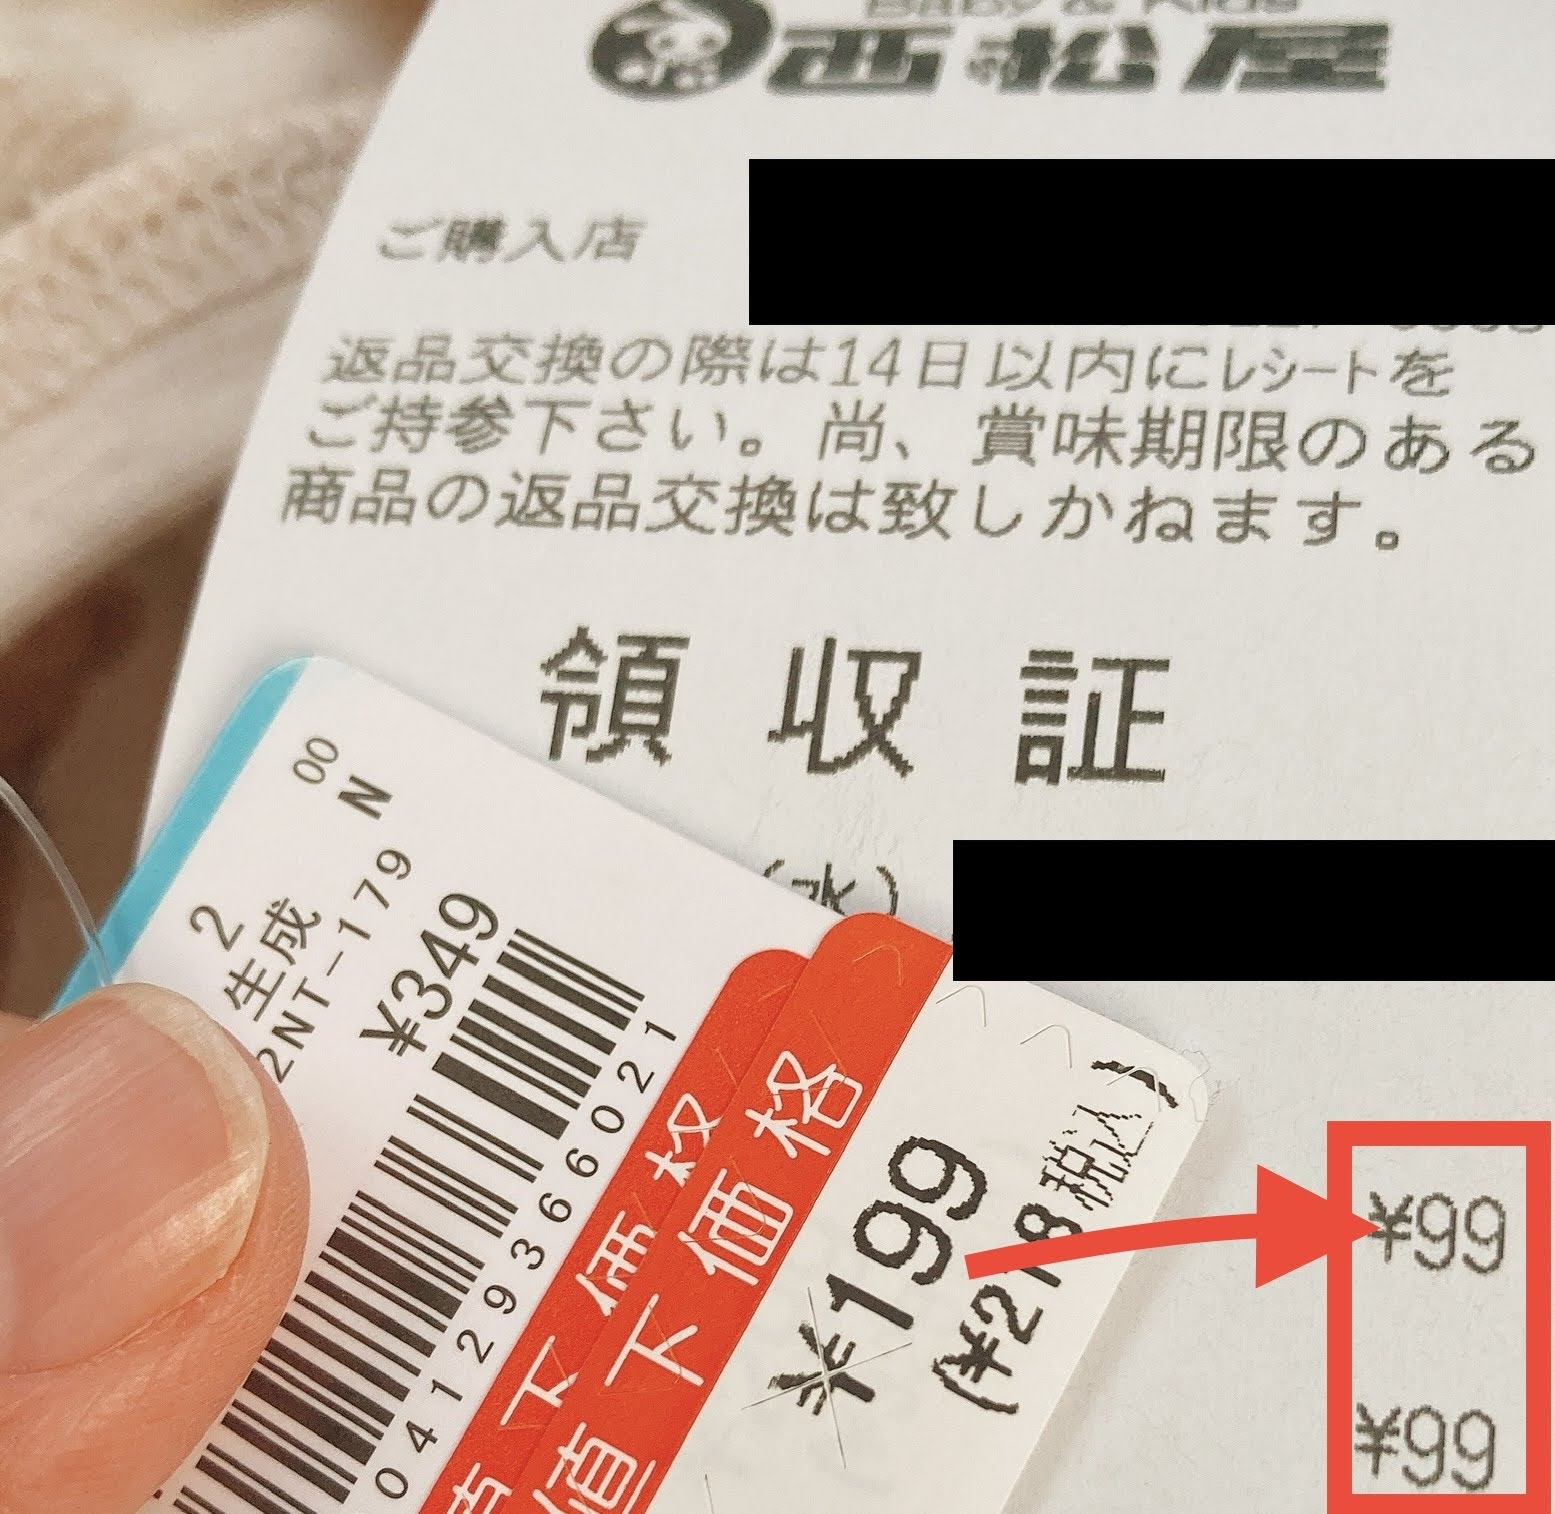 Baby & Kids
西松屋
ご購入店
返品交換の際は14日以内にレシートを
ご持参下さい。尚、賞味期限のある
商品の返品交換は致しかねます。
領収証
(水)
00
N
2
生成
2NT-179
¥349
04129366021
値下価格
値下価格
¥199
(¥218税込)
¥99
¥99